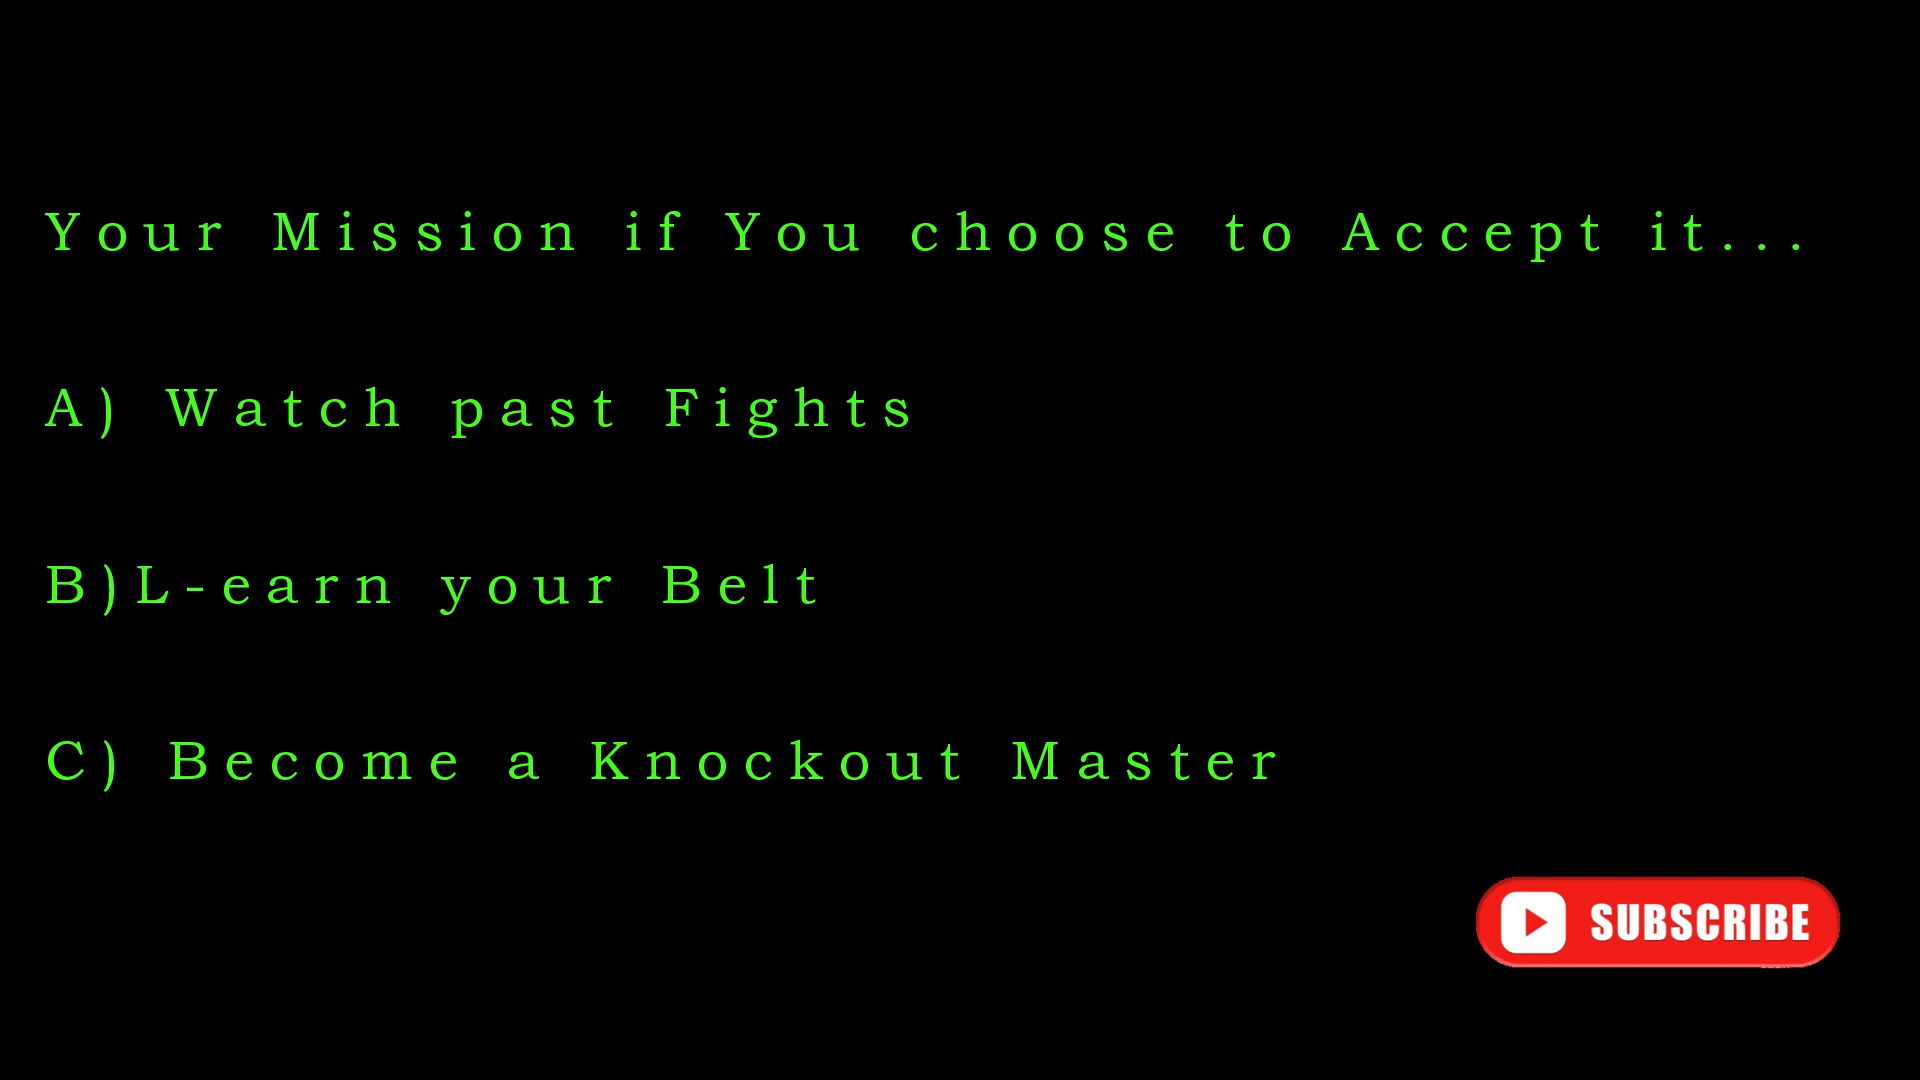 Your Mission if You choose to Accept it...
A) Watch past Fights
B)L-earn your Belt
C) Become a Knockout Master
SUBSCRIBE